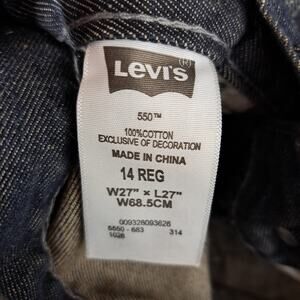 Levi's®
550™
100%COTTON
EXCLUSIVE OF DECORATION
MADE IN CHINA
14 REG
W27" × L27"
W68.5CM
009326093626
5550 - 683 314
1026